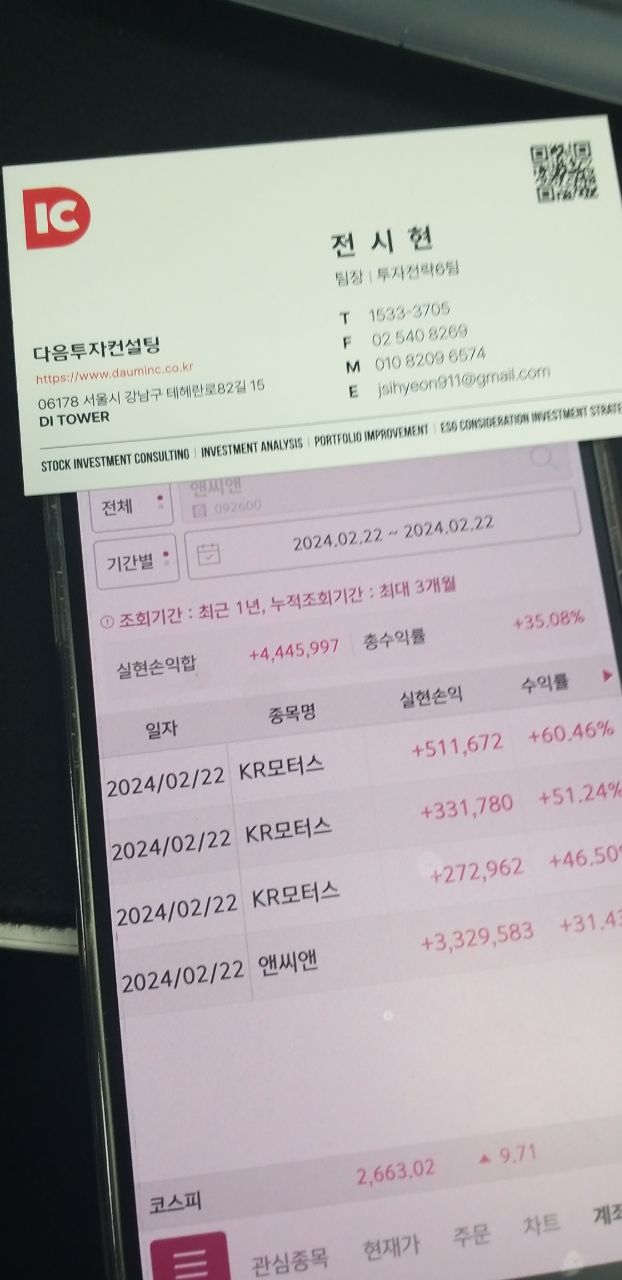 IC
전 시 현
팀장 | 투자전략6팀
T 1533-3705
F 02 540 8269
M 010 8209 6574
E jsihyeon911@gmail.com
다음투자컨설팅
https://www.dauminc.co.kr
06178 서울시 강남구 테헤란로82길 15
DI TOWER
STOCK INVESTMENT CONSULTING | INVESTMENT ANALYSIS | PORTFOLIO IMPROVEMENT | ESG CONSIDERATION INVESTMENT STRATE
전체 앤씨앤
092600
기간별 2024.02.22 ~ 2024.02.22
조회기간 : 최근 1년, 누적조회기간 : 최대 3개월
실현손익합 +4,445,997 총수익률 +35.08%
일자 종목명 실현손익 수익률
2024/02/22 KR모터스 +511,672 +60.46%
2024/02/22 KR모터스 +331,780 +51.24%
2024/02/22 KR모터스 +272,962 +46.50%
2024/02/22 앤씨앤 +3,329,583 +31.43
코스피 2,663.02 ▲ 9.71
관심종목 현재가 주문 차트 계좌